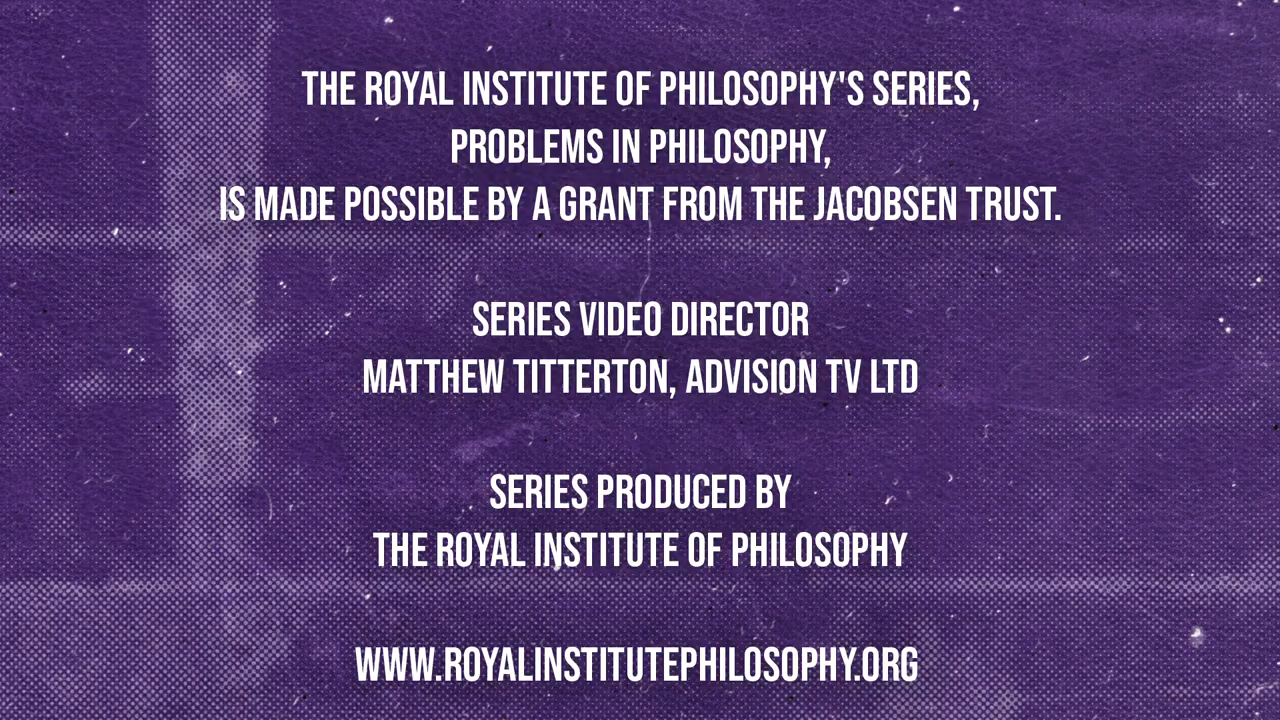 THE ROYAL INSTITUTE OF PHILOSOPHY'S SERIES,
PROBLEMS IN PHILOSOPHY,
IS MADE POSSIBLE BY A GRANT FROM THE JACOBSEN TRUST.
SERIES VIDEO DIRECTOR
MATTHEW TITTERTON, ADVISION TV LTD
SERIES PRODUCED BY
THE ROYAL INSTITUTE OF PHILOSOPHY
WWW.ROYALINSTITUTEPHILOSOPHY.ORG